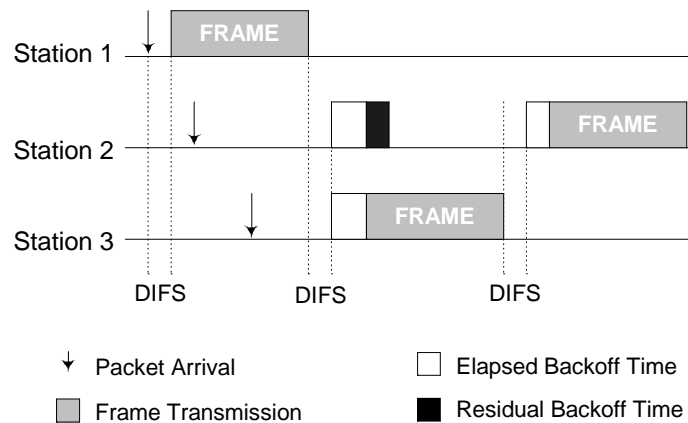 FRAME
Station 1
FRAME
Station 2
FRAME
Station 3
DIFS DIFS DIFS
Packet Arrival
Elapsed Backoff Time
Frame Transmission
Residual Backoff Time